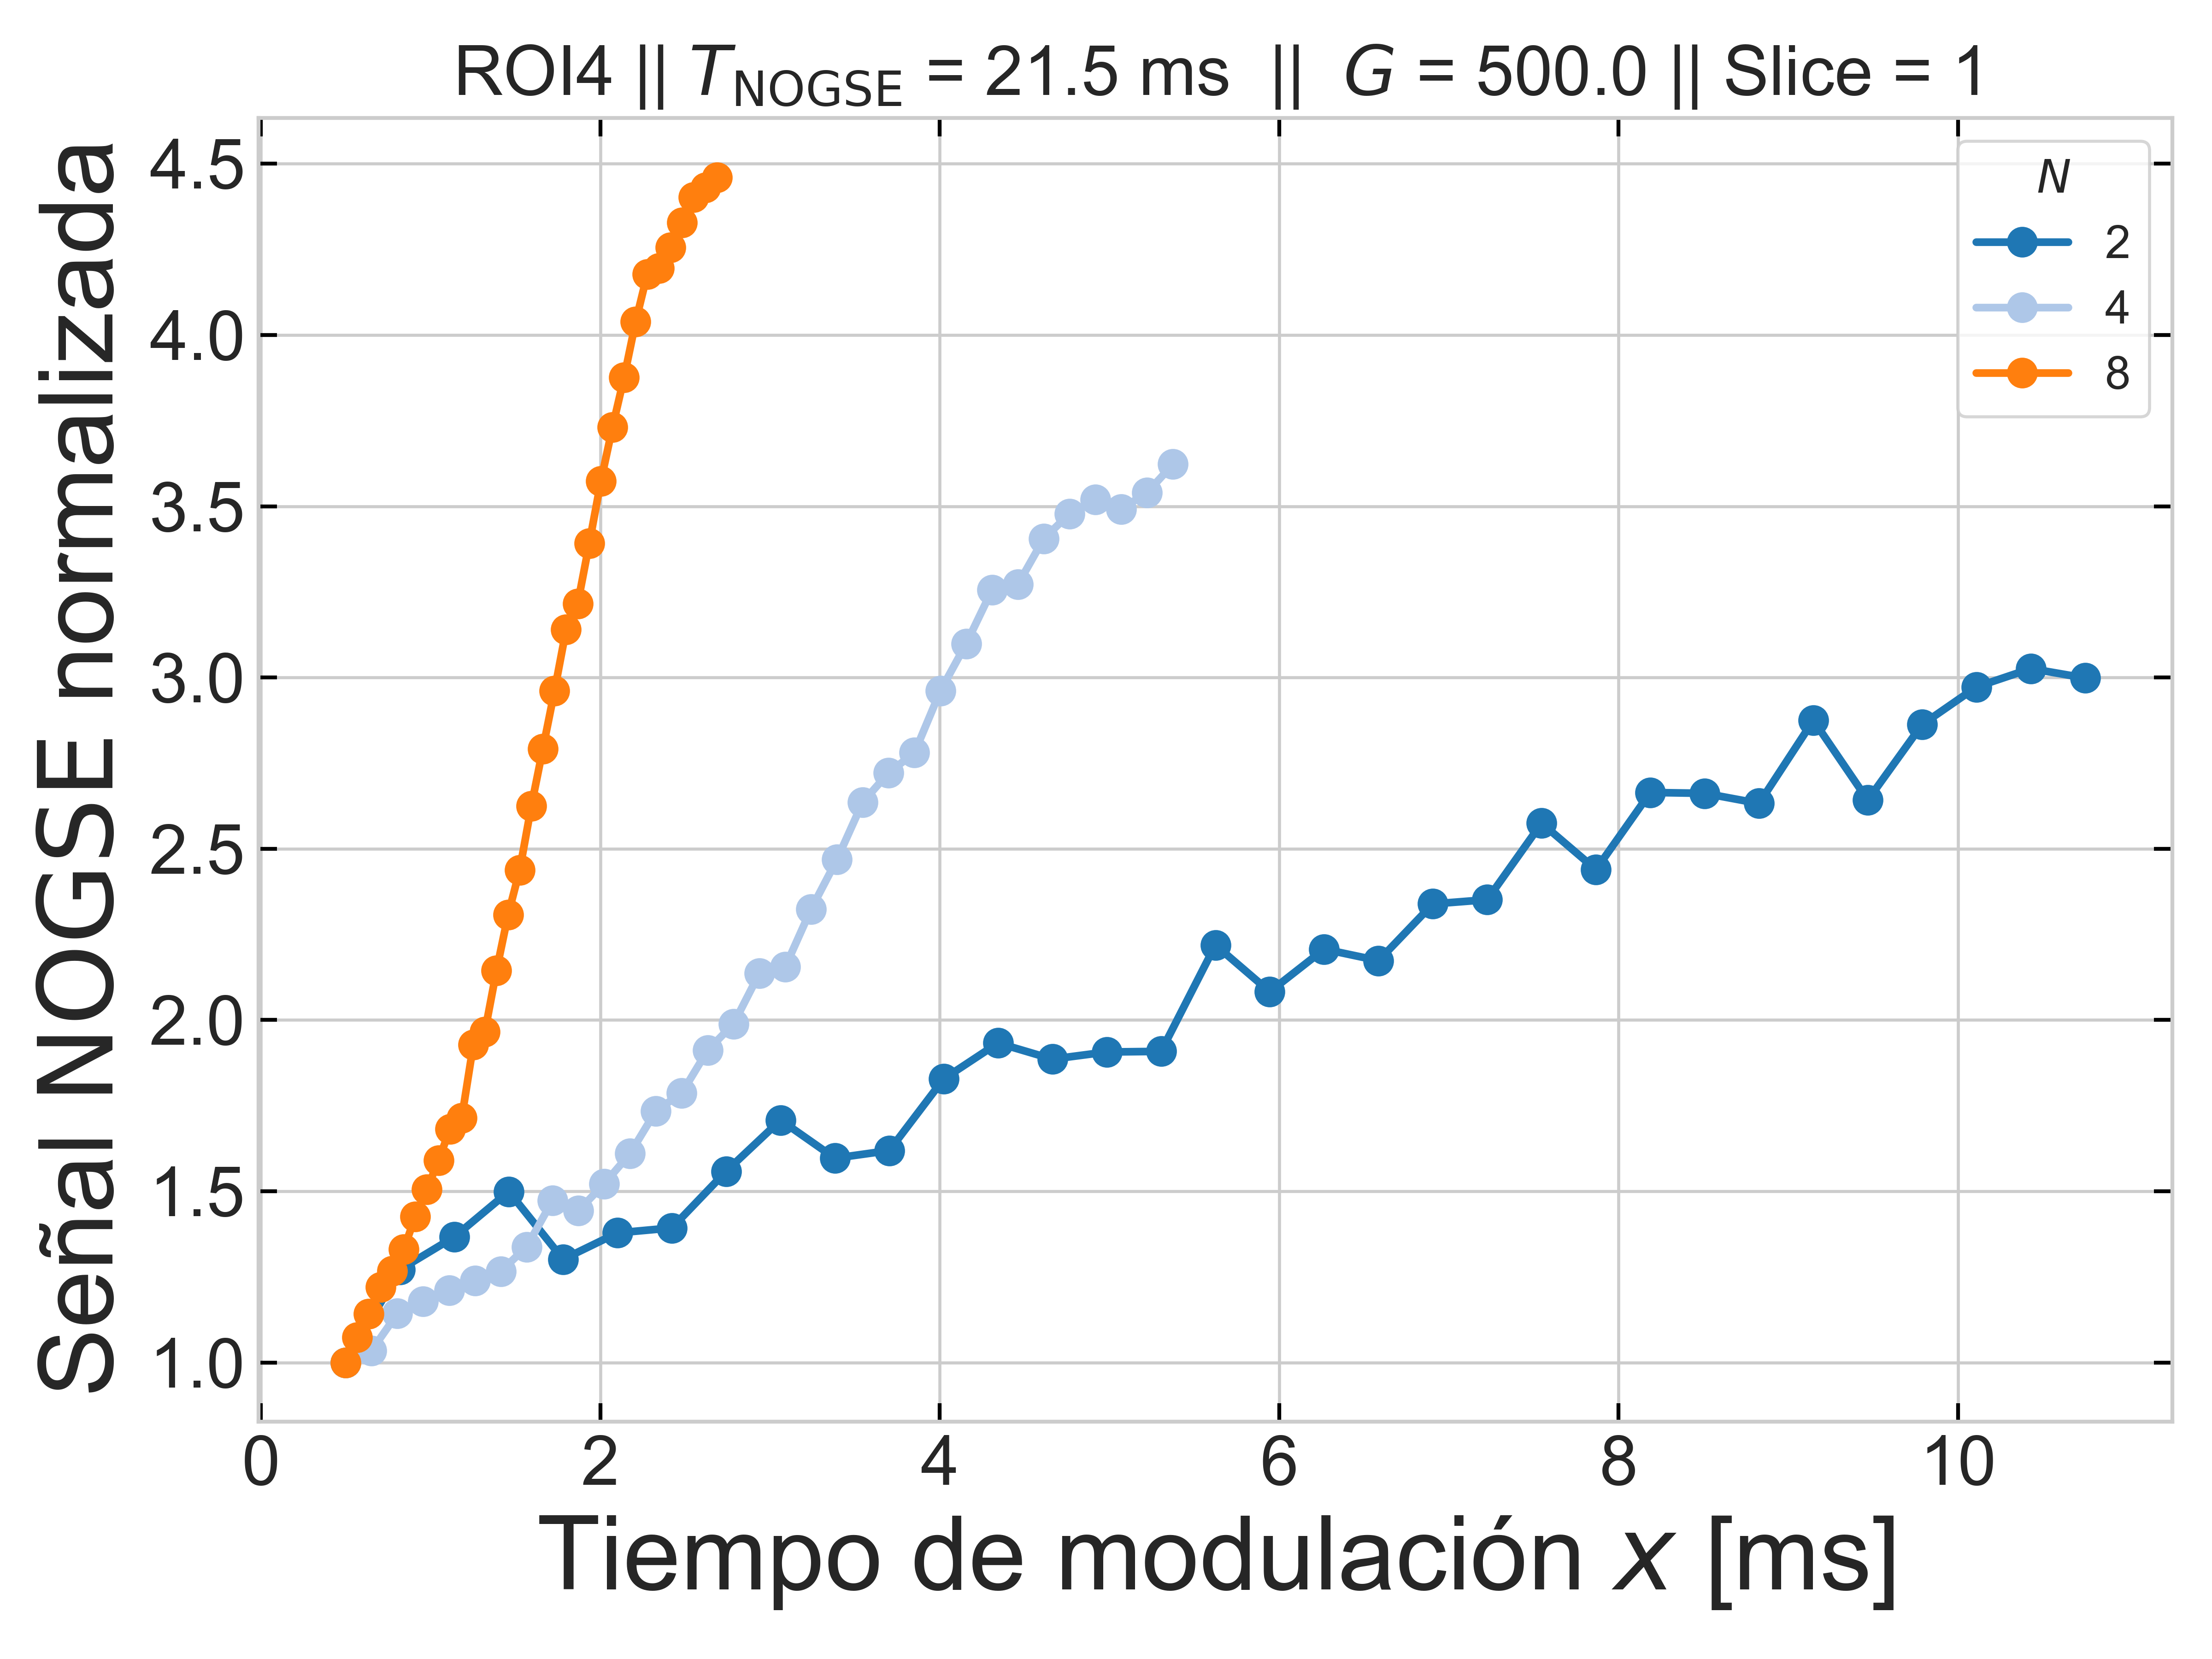 ROI4 || T_NOGSE = 21.5 ms || G = 500.0 || Slice = 1
Señal NOGSE normalizada
4.5
4.0
3.5
3.0
2.5
2.0
1.5
1.0
N
2
4
8
0 2 4 6 8 10
Tiempo de modulación x [ms]